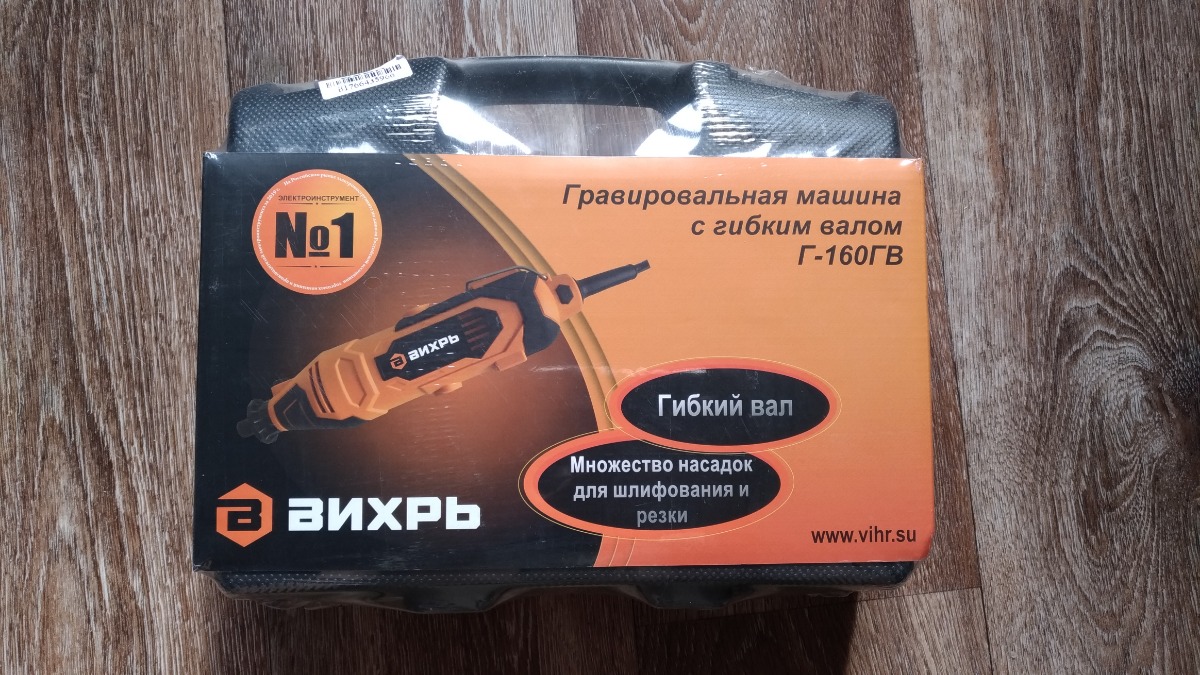 ЭЛЕКТРОИНСТРУМЕНТ
№1
Гравировальная машина
с гибким валом
Г-160ГВ
ВИХРЬ
Гибкий вал
Множество насадок
для шлифования и
резки
ВИХРЬ
www.vihr.su